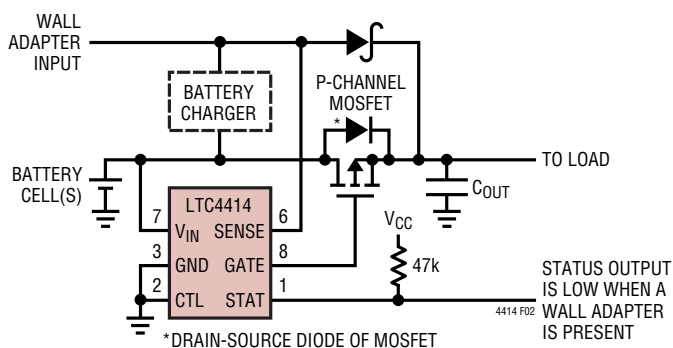 WALL
ADAPTER
INPUT
BATTERY
CHARGER
P-CHANNEL
MOSFET
*
BATTERY
CELL(S)
TO LOAD
COUT
LTC4414
7
VIN
SENSE
6
3
GND
GATE
8
2
CTL
STAT
1
VCC
47k
STATUS OUTPUT
IS LOW WHEN A
WALL ADAPTER
IS PRESENT
4414 F02
*DRAIN-SOURCE DIODE OF MOSFET